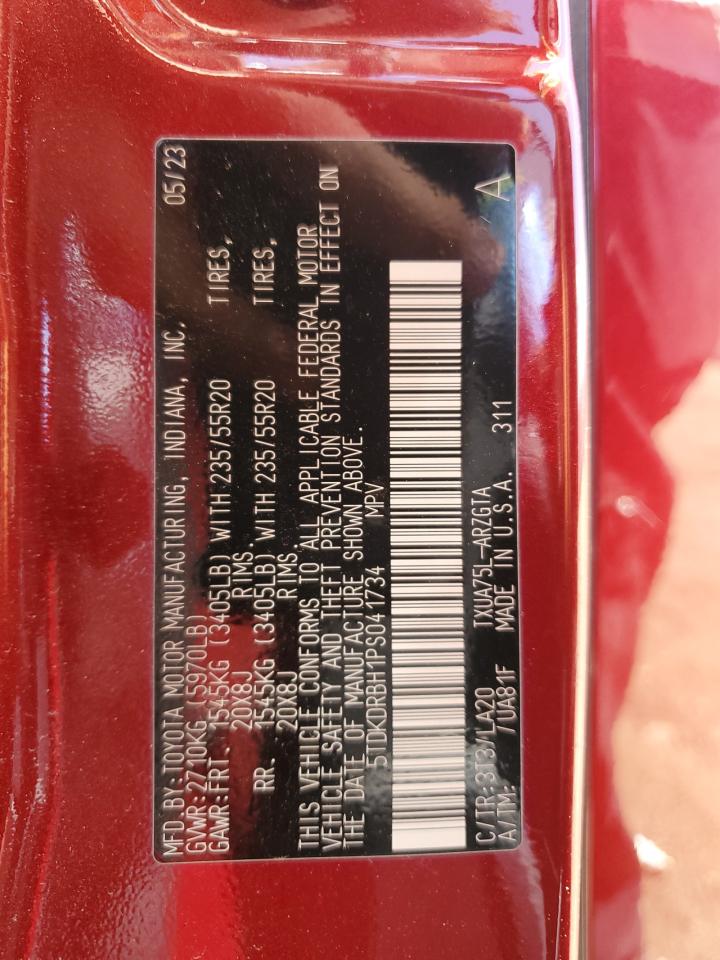 MFD.BY:TOYOTA MOTOR MANUFACTURING, INDIANA, INC. 05/23
GVWR:2710KG (5970LB)
GAWR:FRT. 1545KG (3405LB) WITH 235/55R20 TIRES,
20X8J RIMS.
RR. 1545KG (3405LB) WITH 235/55R20 TIRES,
20X8J RIMS.
THIS VEHICLE CONFORMS TO ALL APPLICABLE FEDERAL MOTOR
VEHICLE SAFETY AND THEFT PREVENTION STANDARDS IN EFFECT ON
THE DATE OF MANUFACTURE SHOWN ABOVE.
5TDKDRBH1PS041734 MPV
C/TR:3T3/LA20 TXUA75L-ARZGTA A
A/TM: /UA81F MADE IN U.S.A. 311